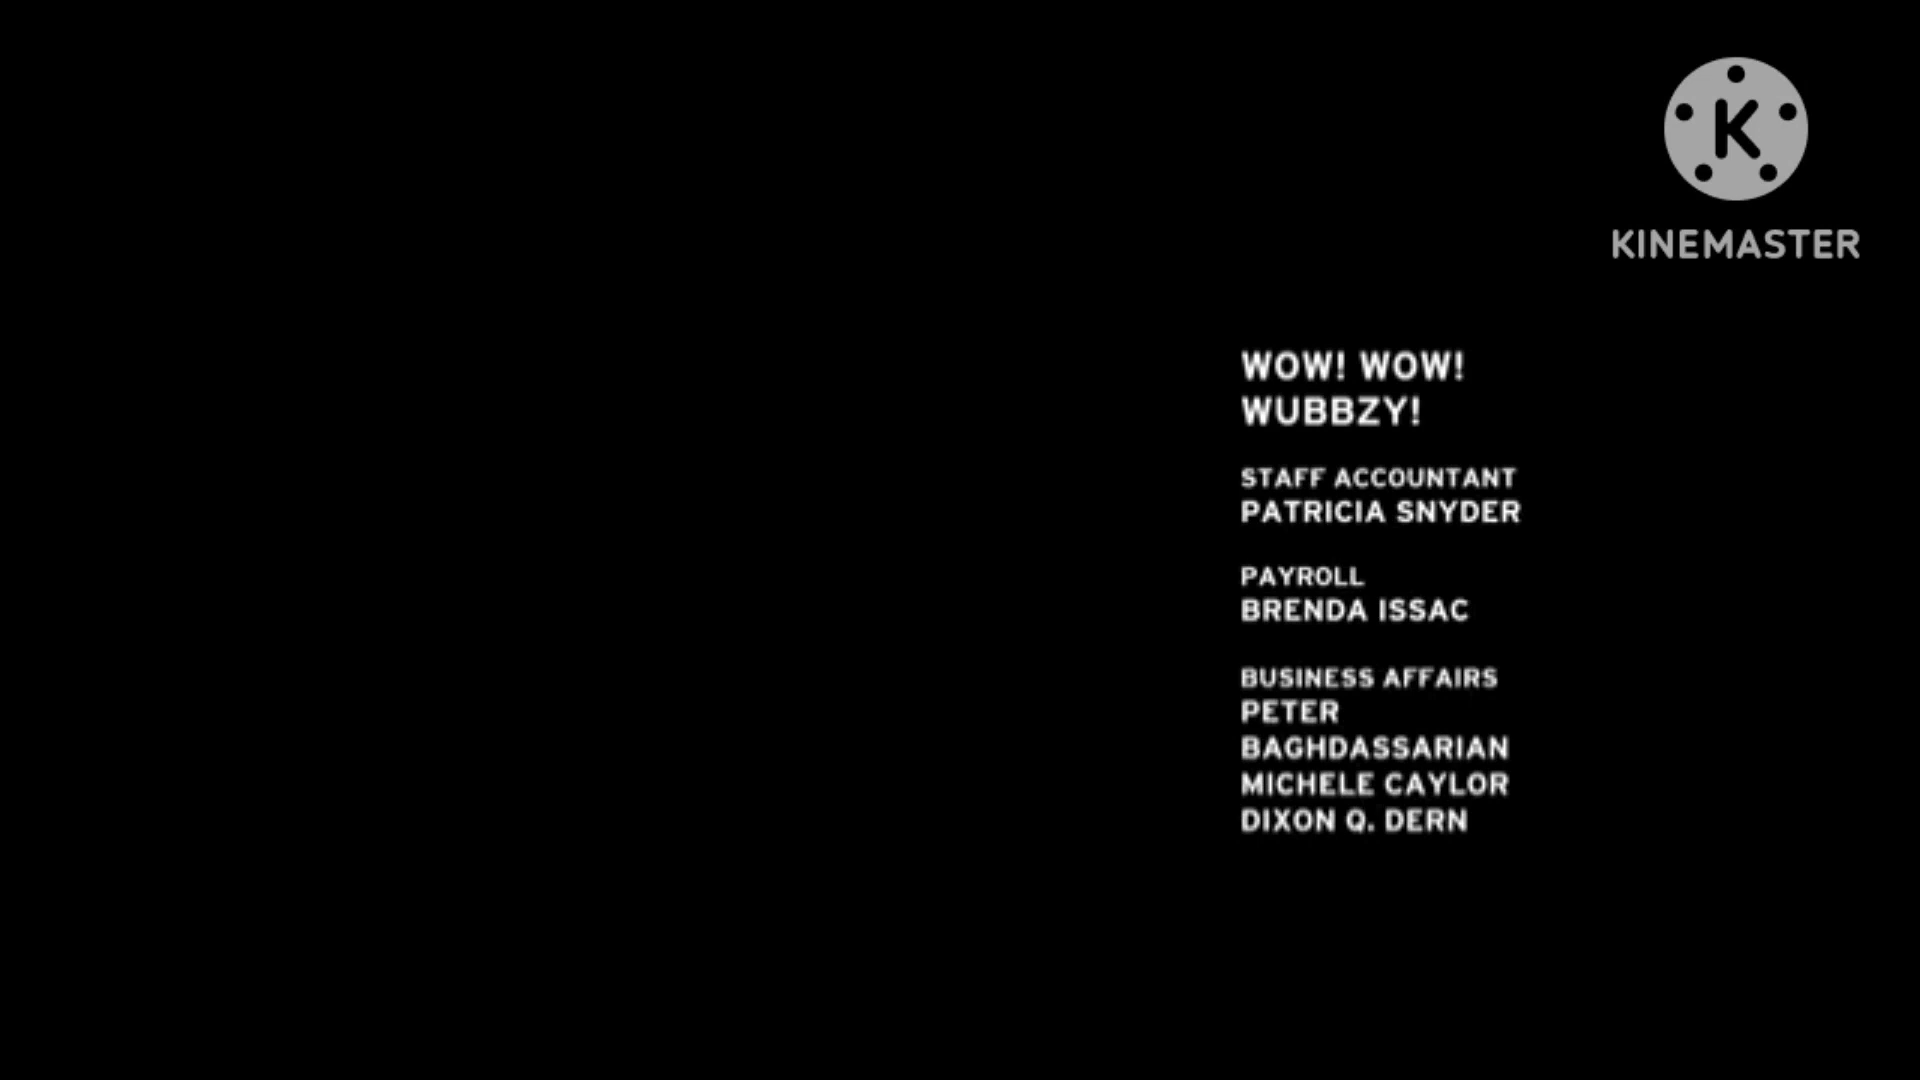 K
KINEMASTER
WOW! WOW!
WUBBZY!
STAFF ACCOUNTANT
PATRICIA SNYDER
PAYROLL
BRENDA ISSAC
BUSINESS AFFAIRS
PETER
BAGHDASSARIAN
MICHELE CAYLOR
DIXON Q. DERN